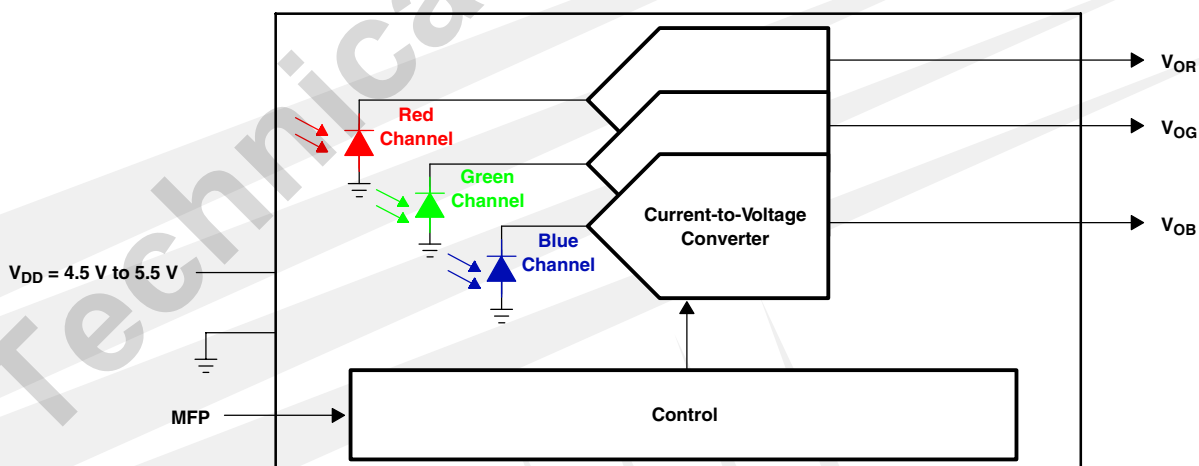 Technica
Red
Channel
Green
Channel
Blue
Channel
Current-to-Voltage
Converter
VOR
VOG
VOB
VDD = 4.5 V to 5.5 V
MFP
Control